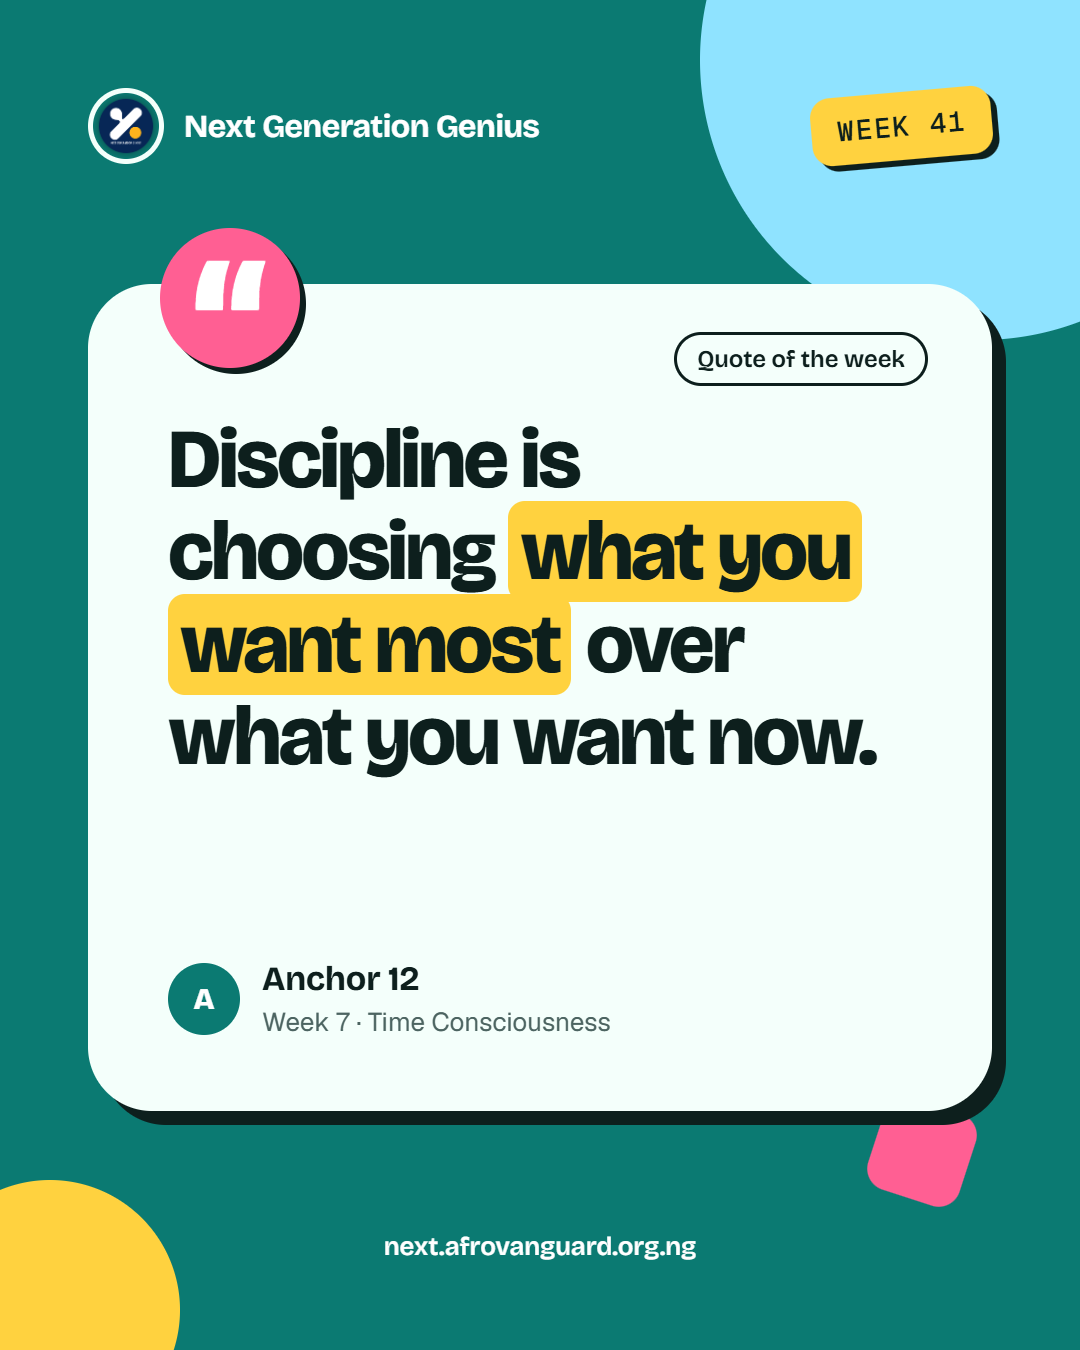 Next Generation Genius
WEEK 41
“
Quote of the week
Discipline is
choosing what you
want most over
what you want now.
A
Anchor 12
Week 7 · Time Consciousness
next.afrovanguard.org.ng